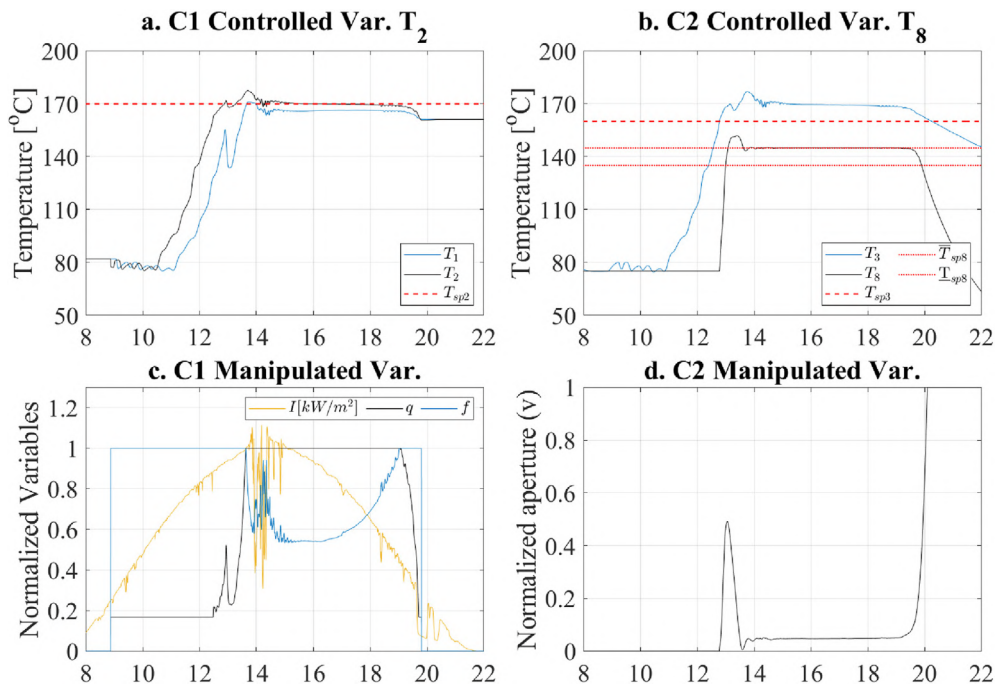 a. C1 Controlled Var. T₂
200
170
140
110
80
50
Temperature [°C]
T₁
T₂
Tₛₚ₂
8 10 12 14 16 18 20 22
b. C2 Controlled Var. T₈
200
170
140
110
80
50
Temperature [°C]
T₃ T̅ₛₚ₈
T₈ T̲ₛₚ₈
Tₛₚ₃
8 10 12 14 16 18 20 22
c. C1 Manipulated Var.
I[kW/m²] q f
1.2
1
0.8
0.6
0.4
0.2
0
Normalized Variables
8 10 12 14 16 18 20 22
d. C2 Manipulated Var.
1
0.8
0.6
0.4
0.2
0
Normalized aperture (v)
8 10 12 14 16 18 20 22